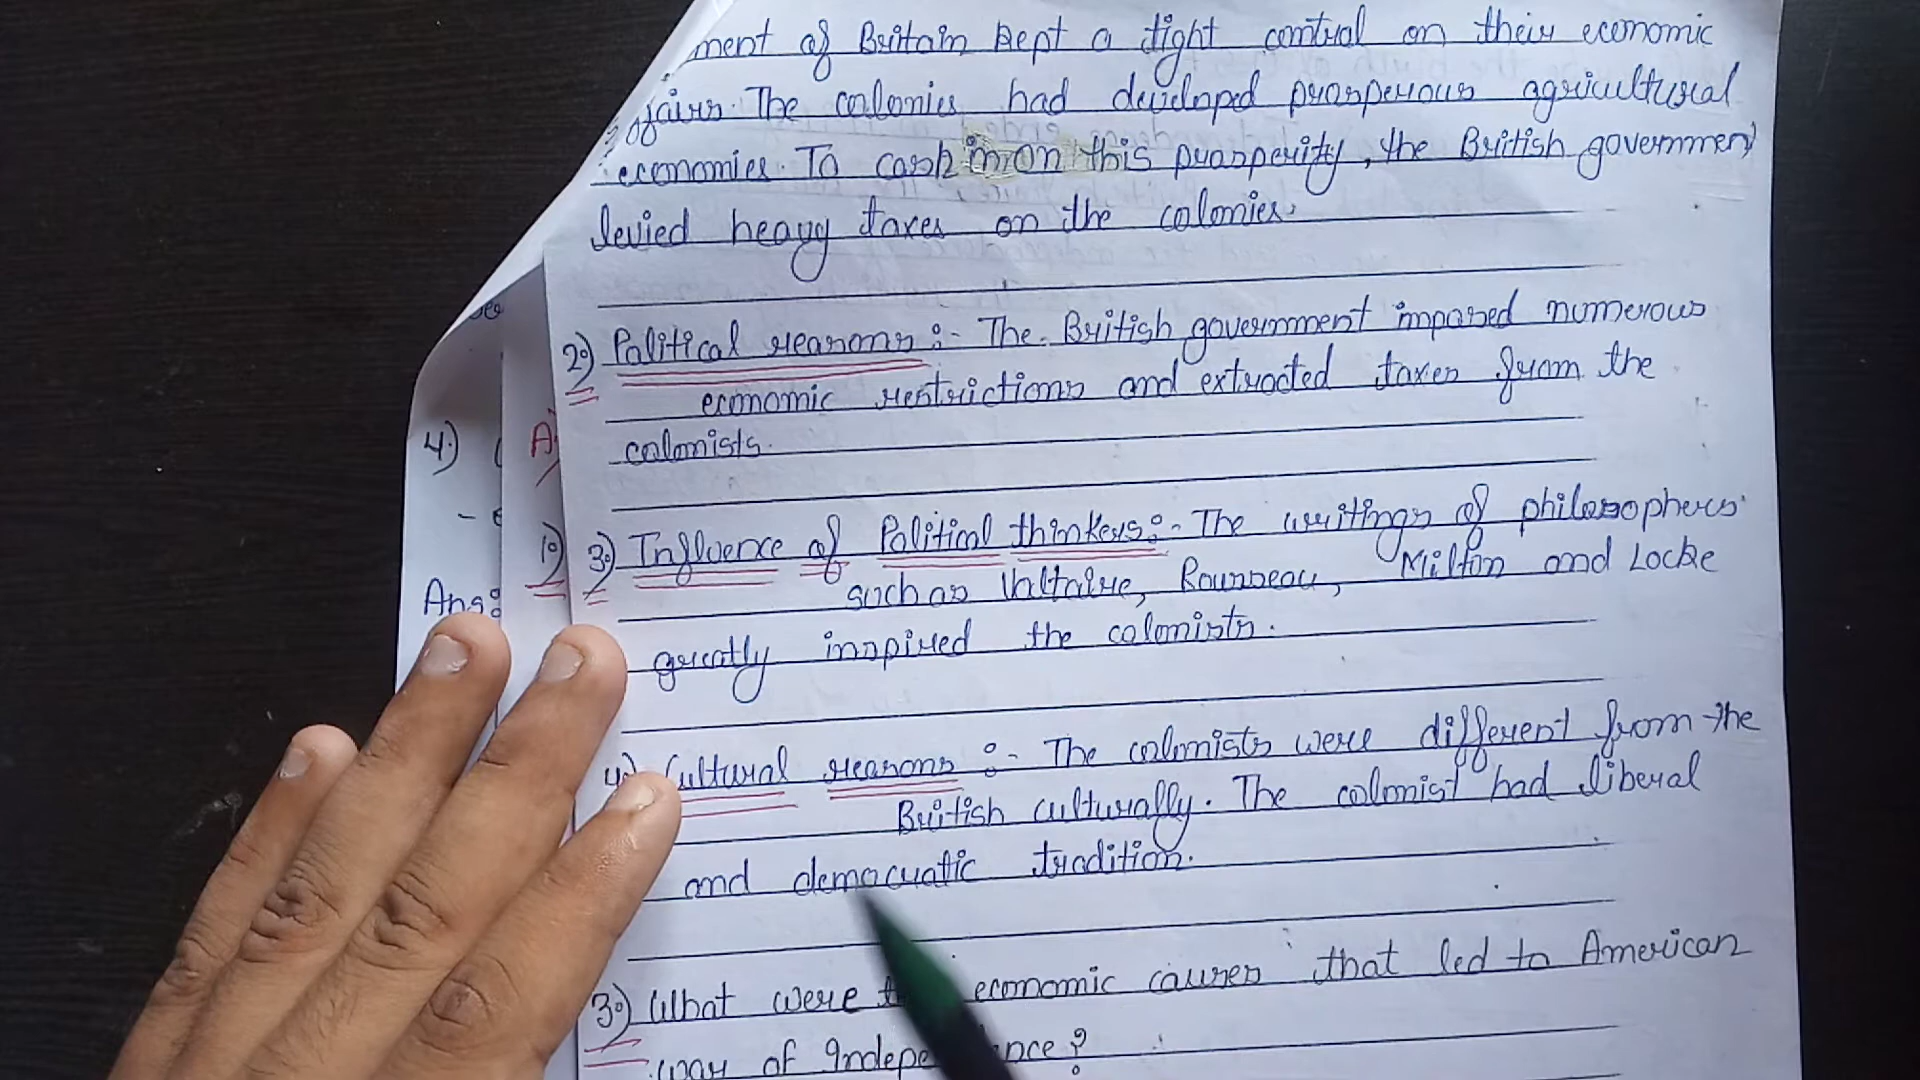 ment of Britain kept a tight control on their economic
affairs. The colonies had developed prosperous agricultural
economies. To cash in on this prosperity, the British governmen
levied heavy taxes on the colonies.
2) Political reasons :- The British government imposed numerous
economic restrictions and extracted taxes from the
colonists.
3) Influence of Political thinkers :- The writings of philosophers
such as Voltaire, Rousseau, Milton and Locke
greatly inspired the colonists.
4) Cultural reasons :- The colonists were different from the
British culturally. The colonist had liberal
and democratic tradition.
3) What were economic causes that led to American
war of Indepe nce?
4)
Ans:
1)